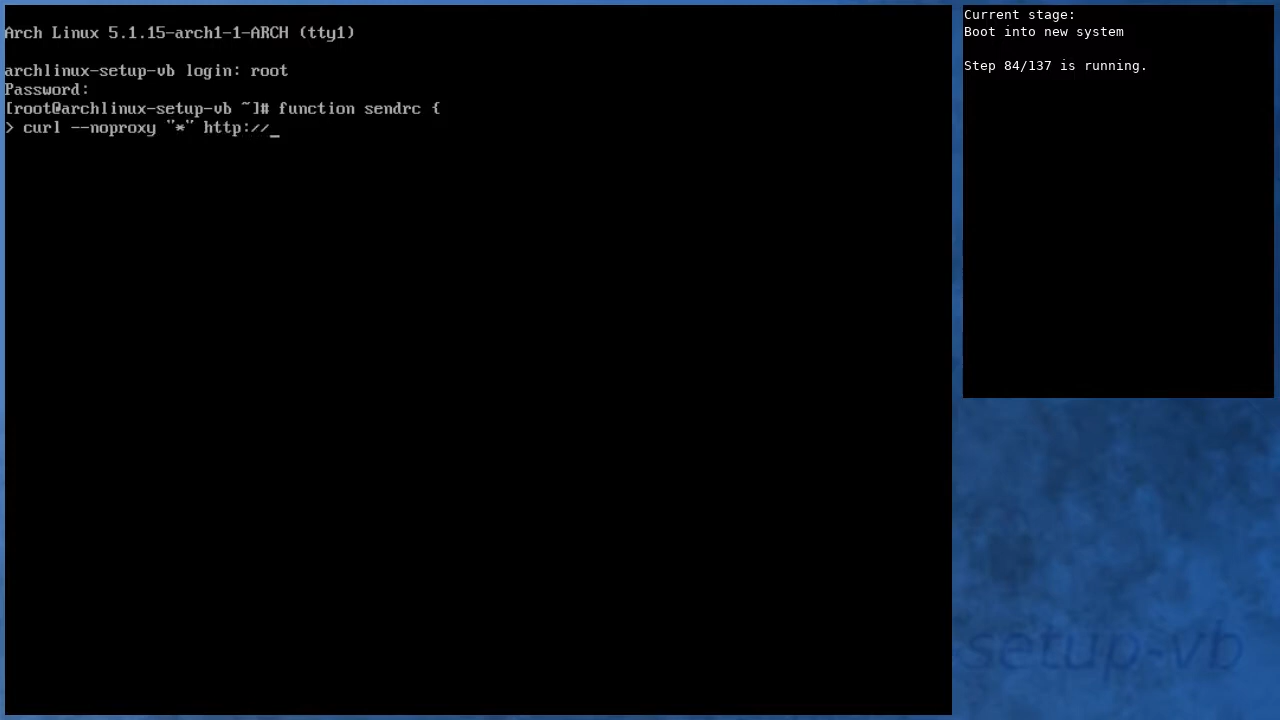 Arch Linux 5.1.15-arch1-1-ARCH (tty1)
archlinux-setup-vb login: root
Password:
[root@archlinux-setup-vb ~]# function sendrc {
> curl --noproxy "*" http://_
Current stage:
Boot into new system
Step 84/137 is running.
setup-vb